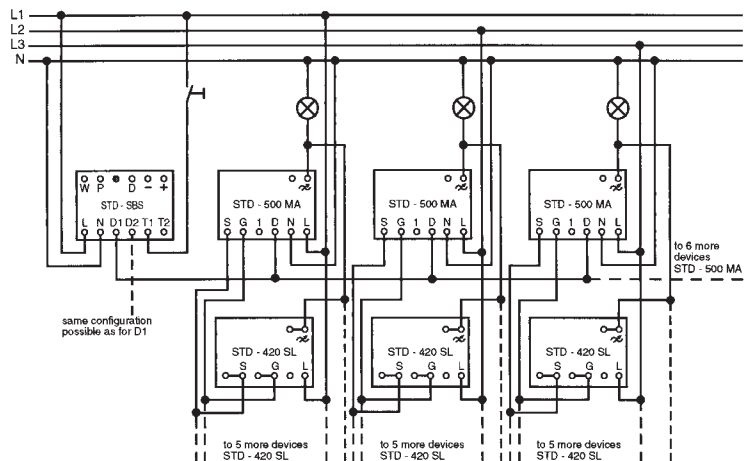 L1
L2
L3
N
W P D − +
STD - SBS
L N D1 D2 T1 T2
STD - 500 MA
S G 1 D N L
STD - 500 MA
S G 1 D N L
STD - 500 MA
S G 1 D N L
to 6 more
devices
STD - 500 MA
same configuration
possible as for D1
STD - 420 SL
S G L
STD - 420 SL
S G L
STD - 420 SL
S G L
to 5 more devices
STD - 420 SL
to 5 more devices
STD - 420 SL
to 5 more devices
STD - 420 SL